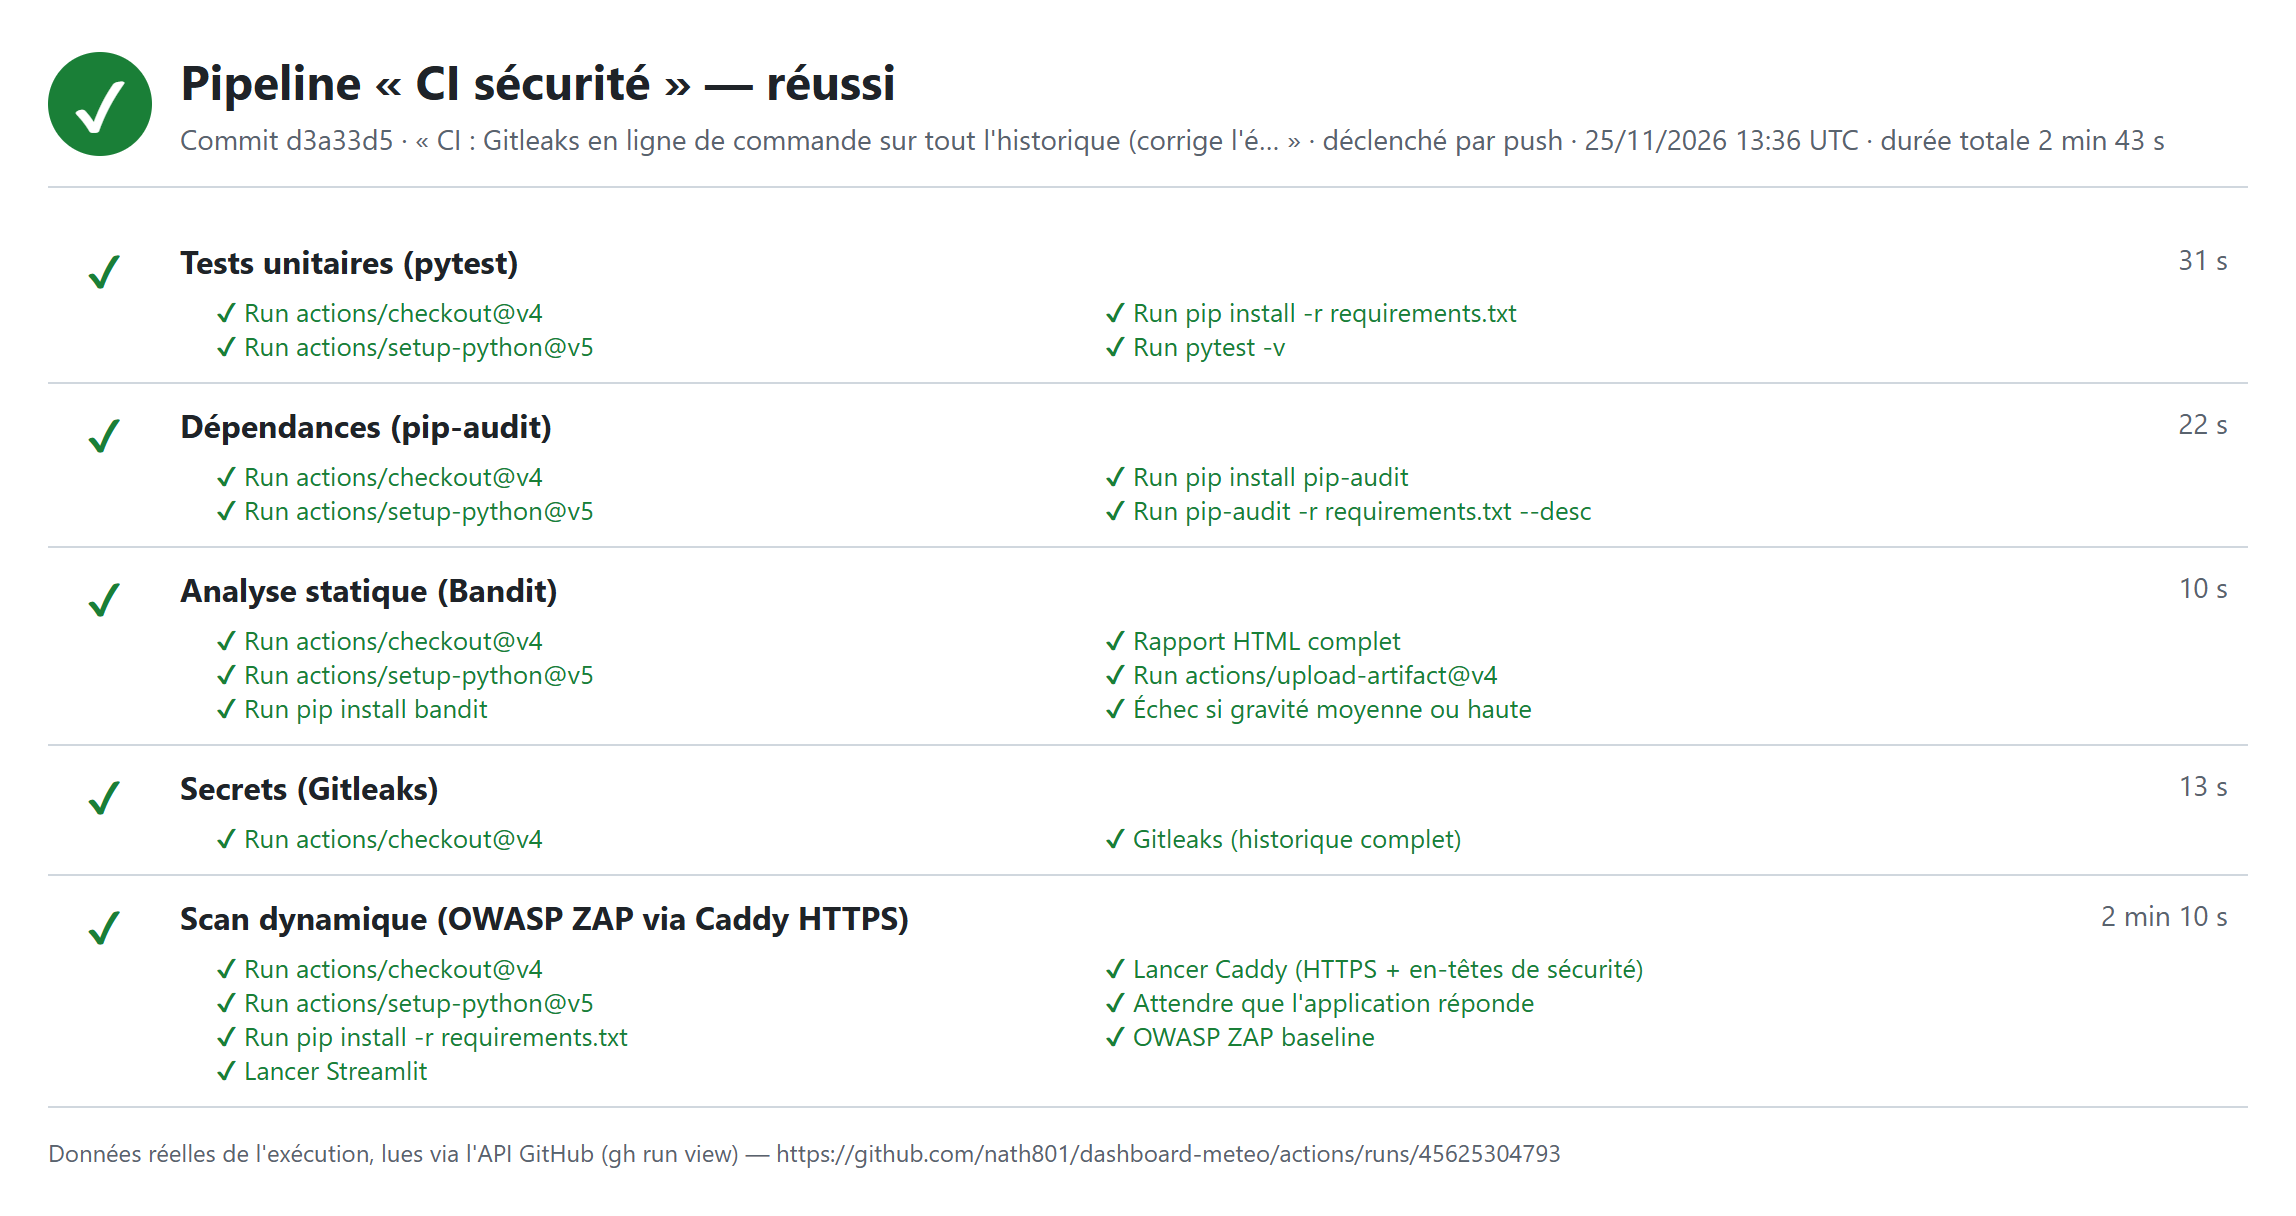 Pipeline « CI sécurité » — réussi
Commit d3a33d5 · « CI : Gitleaks en ligne de commande sur tout l'historique (corrige l'é… » · déclenché par push · 25/11/2026 13:36 UTC · durée totale 2 min 43 s
Tests unitaires (pytest)
31 s
✓ Run actions/checkout@v4
✓ Run actions/setup-python@v5
✓ Run pip install -r requirements.txt
✓ Run pytest -v
Dépendances (pip-audit)
22 s
✓ Run actions/checkout@v4
✓ Run actions/setup-python@v5
✓ Run pip install pip-audit
✓ Run pip-audit -r requirements.txt --desc
Analyse statique (Bandit)
10 s
✓ Run actions/checkout@v4
✓ Run actions/setup-python@v5
✓ Run pip install bandit
✓ Rapport HTML complet
✓ Run actions/upload-artifact@v4
✓ Échec si gravité moyenne ou haute
Secrets (Gitleaks)
13 s
✓ Run actions/checkout@v4
✓ Gitleaks (historique complet)
Scan dynamique (OWASP ZAP via Caddy HTTPS)
2 min 10 s
✓ Run actions/checkout@v4
✓ Run actions/setup-python@v5
✓ Run pip install -r requirements.txt
✓ Lancer Streamlit
✓ Lancer Caddy (HTTPS + en-têtes de sécurité)
✓ Attendre que l'application réponde
✓ OWASP ZAP baseline
Données réelles de l'exécution, lues via l'API GitHub (gh run view) — https://github.com/nath801/dashboard-meteo/actions/runs/45625304793